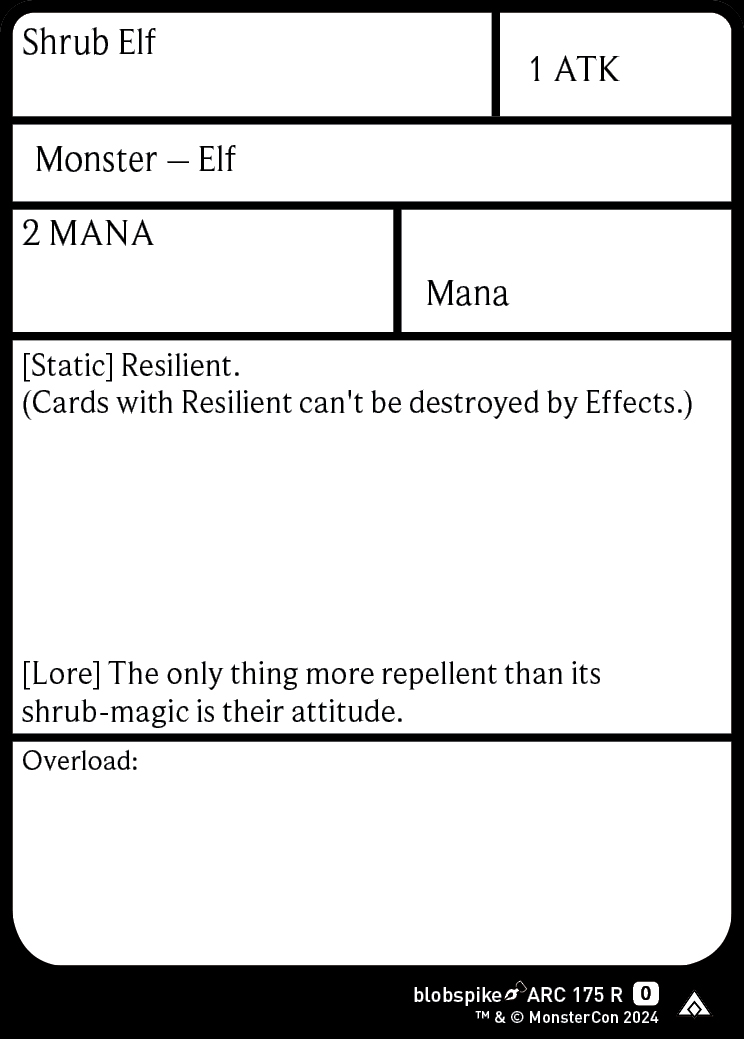 Shrub Elf
1 ATK
Monster – Elf
2 MANA
Mana
[Static] Resilient.
(Cards with Resilient can't be destroyed by Effects.)
[Lore] The only thing more repellent than its
shrub-magic is their attitude.
Overload:
blobspike ARC 175 R 0
™ & © MonsterCon 2024